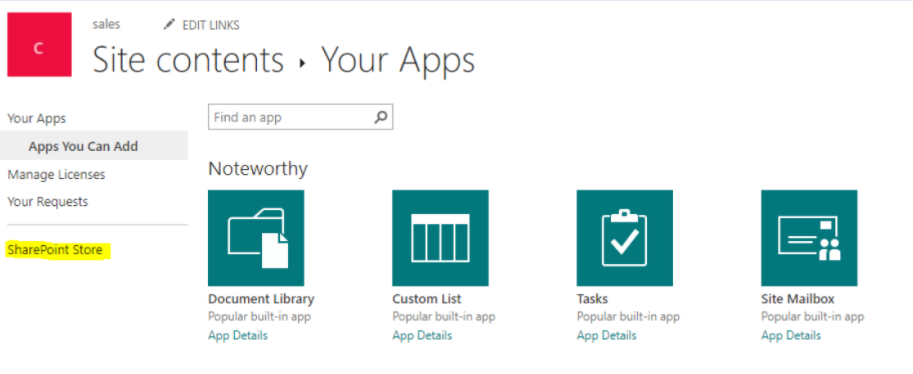 C
sales EDIT LINKS
Site contents ▸ Your Apps
Your Apps
Apps You Can Add
Manage Licenses
Your Requests
SharePoint Store
Find an app
Noteworthy
Document Library
Popular built-in app
App Details
Custom List
Popular built-in app
App Details
Tasks
Popular built-in app
App Details
Site Mailbox
Popular built-in app
App Details